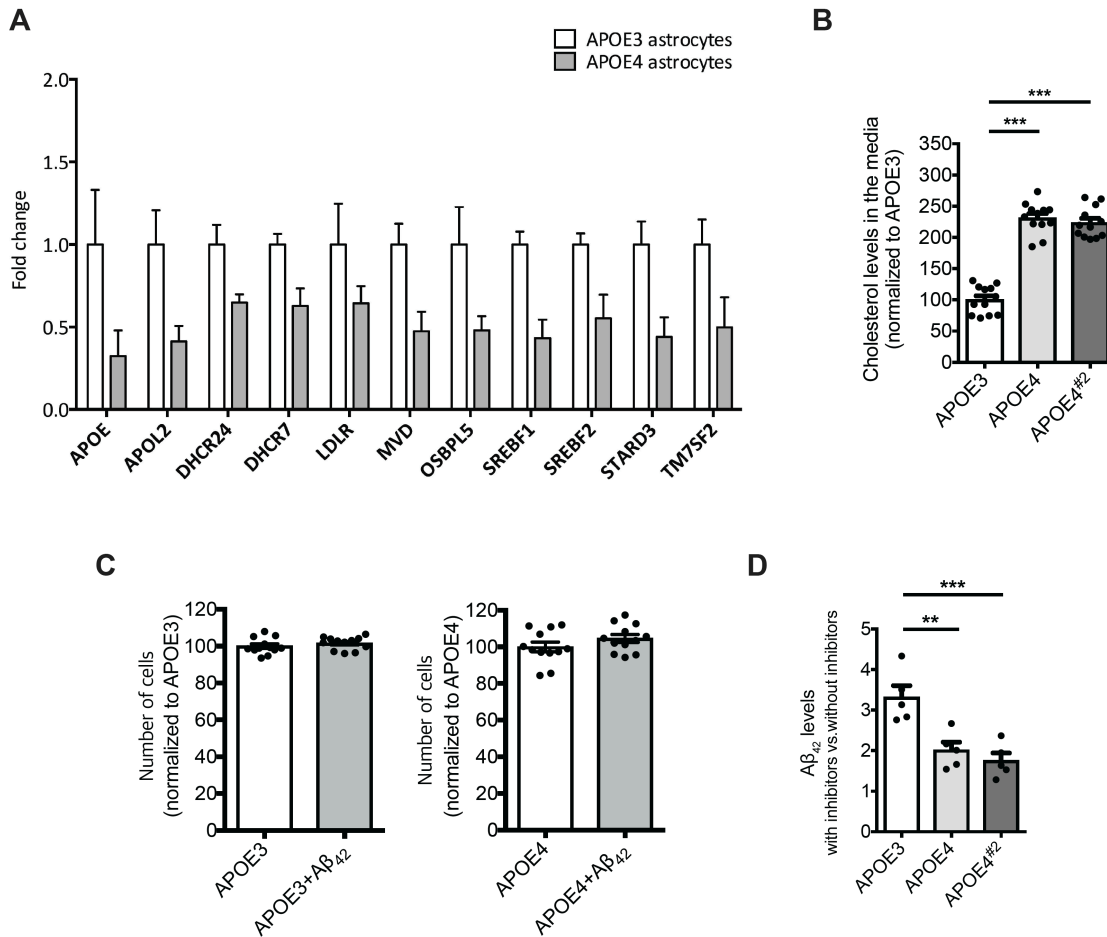 A
APOE3 astrocytes
APOE4 astrocytes
Fold change
2.0
1.5
1.0
0.5
0.0
APOE
APOL2
DHCR24
DHCR7
LDLR
MVD
OSBPL5
SREBF1
SREBF2
STARD3
TM7SF2
B
***
***
Cholesterol levels in the media
(normalized to APOE3)
350
300
250
200
150
100
50
0
APOE3
APOE4
APOE4#2
C
Number of cells
(normalized to APOE3)
120
100
80
60
40
20
0
APOE3
APOE3+Aβ42
Number of cells
(normalized to APOE4)
120
100
80
60
40
20
0
APOE4
APOE4+Aβ42
D
***
**
Aβ42 levels
with inhibitors vs.without inhibitors
5
4
3
2
1
0
APOE3
APOE4
APOE4#2